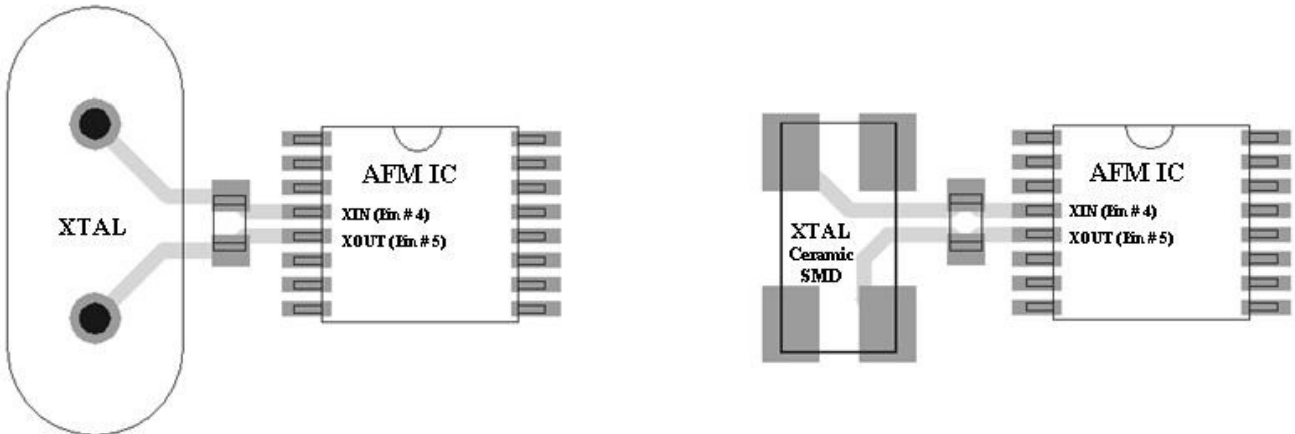 XTAL
AFM IC
XIN (Pin # 4)
XOUT (Pin # 5)
XTAL
Ceramic
SMD
AFM IC
XIN (Pin # 4)
XOUT (Pin # 5)